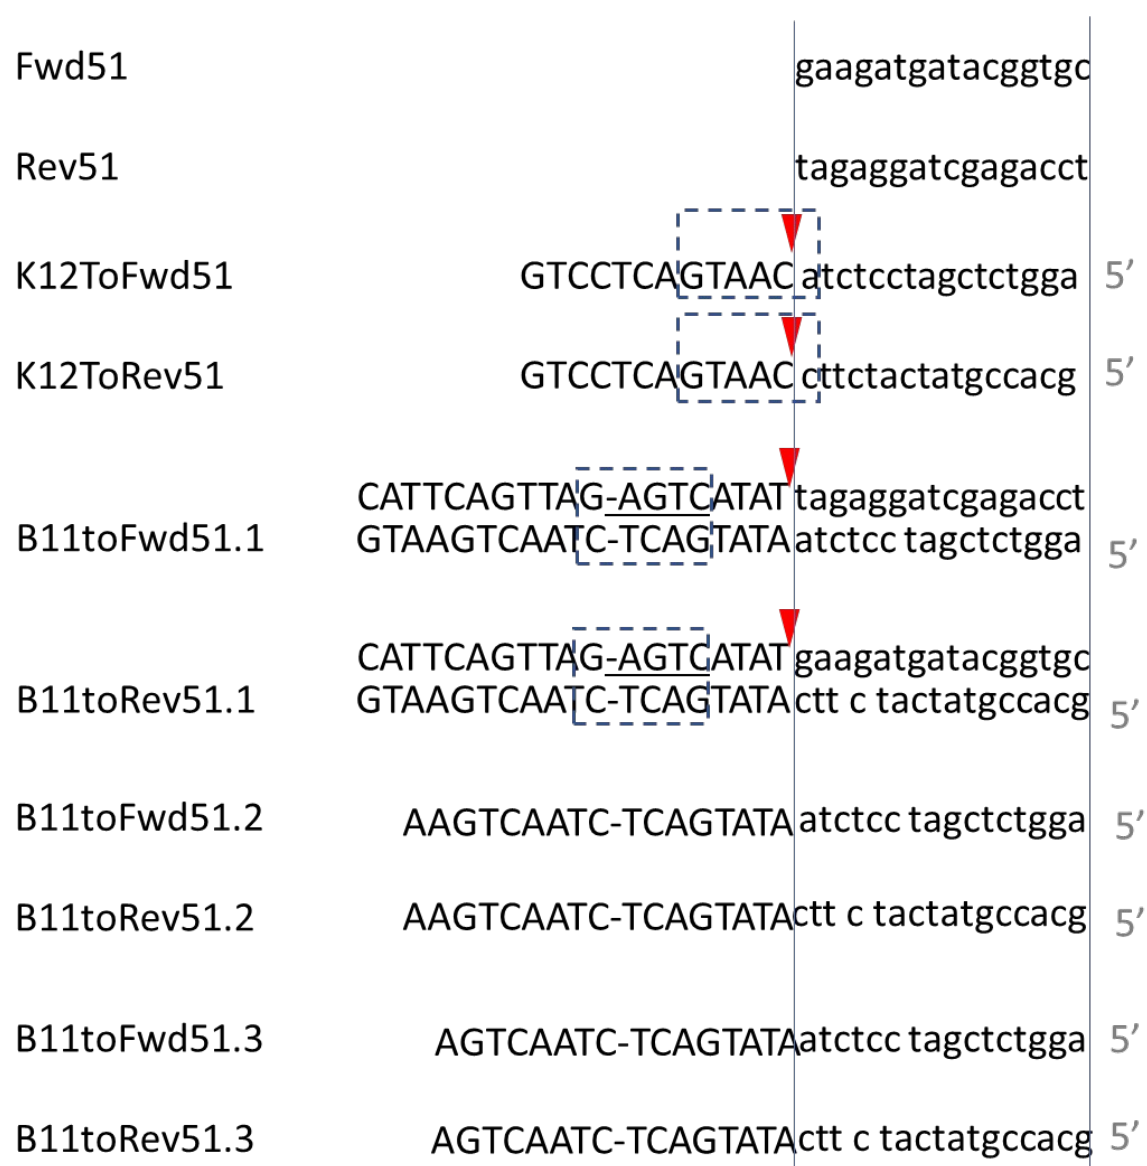 Fwd51 gaagatgatacggtgc
Rev51 tagaggatcgagacct
K12ToFwd51 GTCCTCAGTAAC atctcctagctctgga 5’
K12ToRev51 GTCCTCAGTAAC cttctactatgccacg 5’
CATTCAGTTAG-AGTCATAT tagaggatcgagacct
B11toFwd51.1 GTAAGTCAATC-TCAGTATA atctcc tagctctgga 5’
CATTCAGTTAG-AGTCATAT gaagatgatacggtgc
B11toRev51.1 GTAAGTCAATC-TCAGTATA ctt c tactatgccacg 5’
B11toFwd51.2 AAGTCAATC-TCAGTATA atctcc tagctctgga 5’
B11toRev51.2 AAGTCAATC-TCAGTATActt c tactatgccacg 5’
B11toFwd51.3 AGTCAATC-TCAGTATAatctcc tagctctgga 5’
B11toRev51.3 AGTCAATC-TCAGTATActt c tactatgccacg 5’